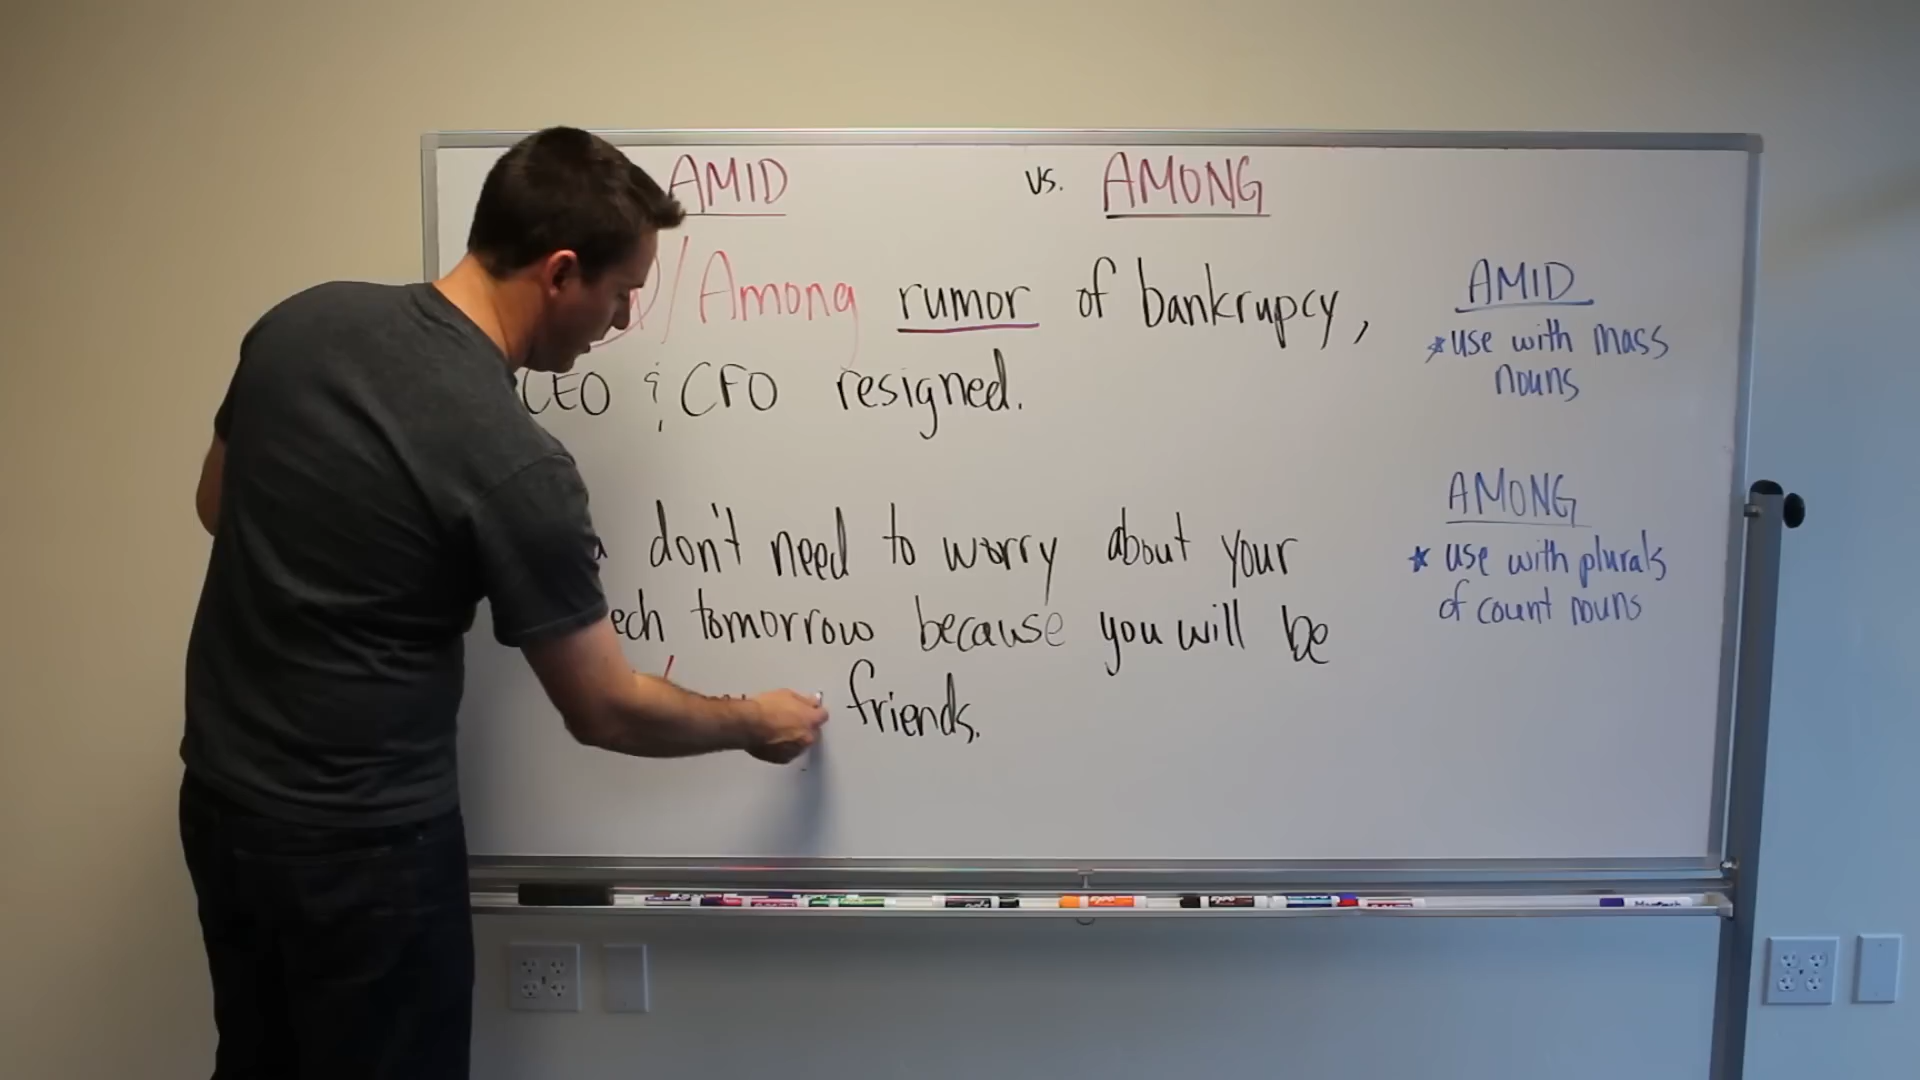 AMID vs. AMONG
/Among rumor of bankrupcy,
CEO & CFO resigned.
don't need to worry about your
tomorrow because you will be
friends.
AMID
* use with mass
nouns
AMONG
* use with plurals
of count nouns